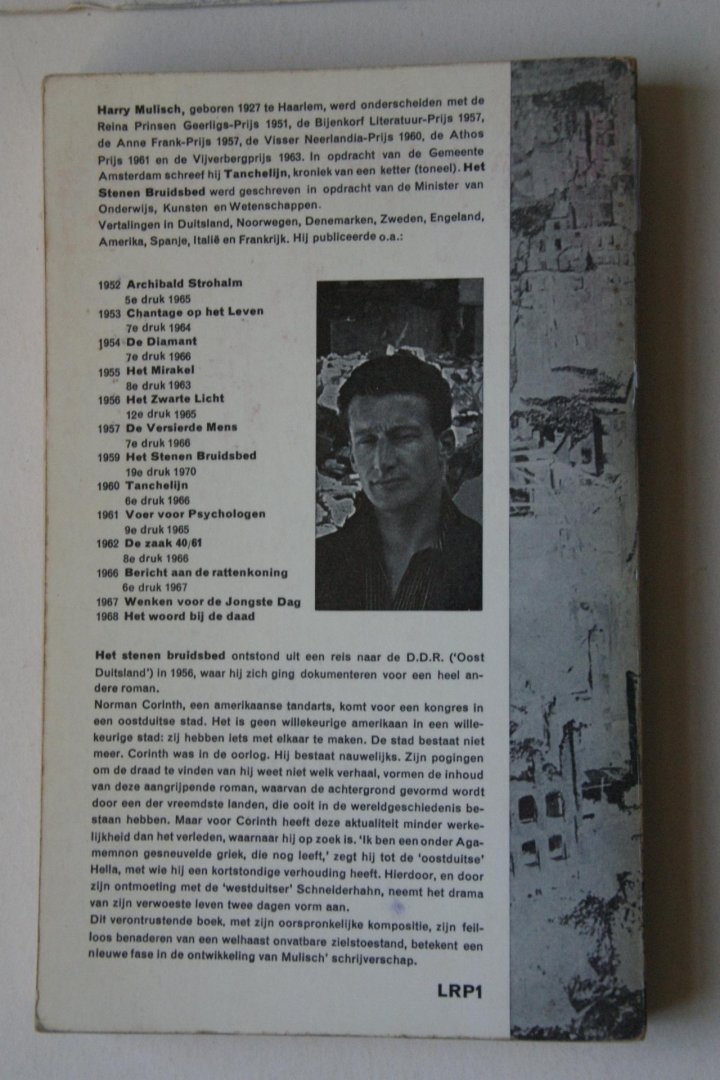 Harry Mulisch, geboren 1927 te Haarlem, werd onderscheiden met de
Reina Prinsen Geerligs-Prijs 1951, de Bijenkorf Literatuur-Prijs 1957,
de Anne Frank-Prijs 1957, de Visser Neerlandia-Prijs 1960, de Athos
Prijs 1961 en de Vijverbergprijs 1963. In opdracht van de Gemeente
Amsterdam schreef hij Tanchelijn, kroniek van een ketter (toneel). Het
Stenen Bruidsbed werd geschreven in opdracht van de Minister van
Onderwijs, Kunsten en Wetenschappen.
Vertalingen in Duitsland, Noorwegen, Denemarken, Zweden, Engeland,
Amerika, Spanje, Italië en Frankrijk. Hij publiceerde o.a.:
1952 Archibald Strohalm
5e druk 1965
1953 Chantage op het Leven
7e druk 1964
1954 De Diamant
7e druk 1966
1955 Het Mirakel
8e druk 1963
1956 Het Zwarte Licht
12e druk 1965
1957 De Versierde Mens
7e druk 1966
1959 Het Stenen Bruidsbed
19e druk 1970
1960 Tanchelijn
6e druk 1966
1961 Voer voor Psychologen
9e druk 1965
1962 De zaak 40/61
8e druk 1966
1966 Bericht aan de rattenkoning
6e druk 1967
1967 Wenken voor de Jongste Dag
1968 Het woord bij de daad
Het stenen bruidsbed ontstond uit een reis naar de D.D.R. ('Oost
Duitsland') in 1956, waar hij zich ging dokumenteren voor een heel an-
dere roman.
Norman Corinth, een amerikaanse tandarts, komt voor een kongres in
een oostduitse stad. Het is geen willekeurige amerikaan in een wille-
keurige stad: zij hebben iets met elkaar te maken. De stad bestaat niet
meer. Corinth was in de oorlog. Hij bestaat nauwelijks. Zijn pogingen
om de draad te vinden van hij weet niet welk verhaal, vormen de inhoud
van deze aangrijpende roman, waarvan de achtergrond gevormd wordt
door een der vreemdste landen, die ooit in de wereldgeschiedenis be-
staan hebben. Maar voor Corinth heeft deze aktualiteit minder werke-
lijkheid dan het verleden, waarnaar hij op zoek is. 'Ik ben een onder Aga-
memnon gesneuvelde griek, die nog leeft,' zegt hij tot de 'oostduitse'
Hella, met wie hij een kortstondige verhouding heeft. Hierdoor, en door
zijn ontmoeting met de 'westduitser' Schneiderhahn, neemt het drama
van zijn verwoeste leven twee dagen vorm aan.
Dit verontrustende boek, met zijn oorspronkelijke kompositie, zijn feil-
loos benaderen van een welhaast onvatbare zielstoestand, betekent een
nieuwe fase in de ontwikkeling van Mulisch' schrijverschap.
LRP1